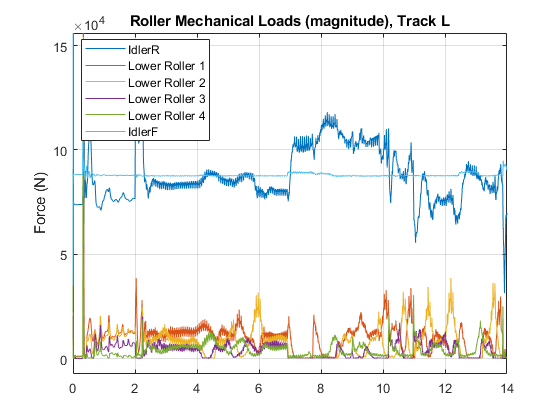 Roller Mechanical Loads (magnitude), Track L
×10⁴
15
10
5
0
Force (N)
IdlerR
Lower Roller 1
Lower Roller 2
Lower Roller 3
Lower Roller 4
IdlerF
0 2 4 6 8 10 12 14